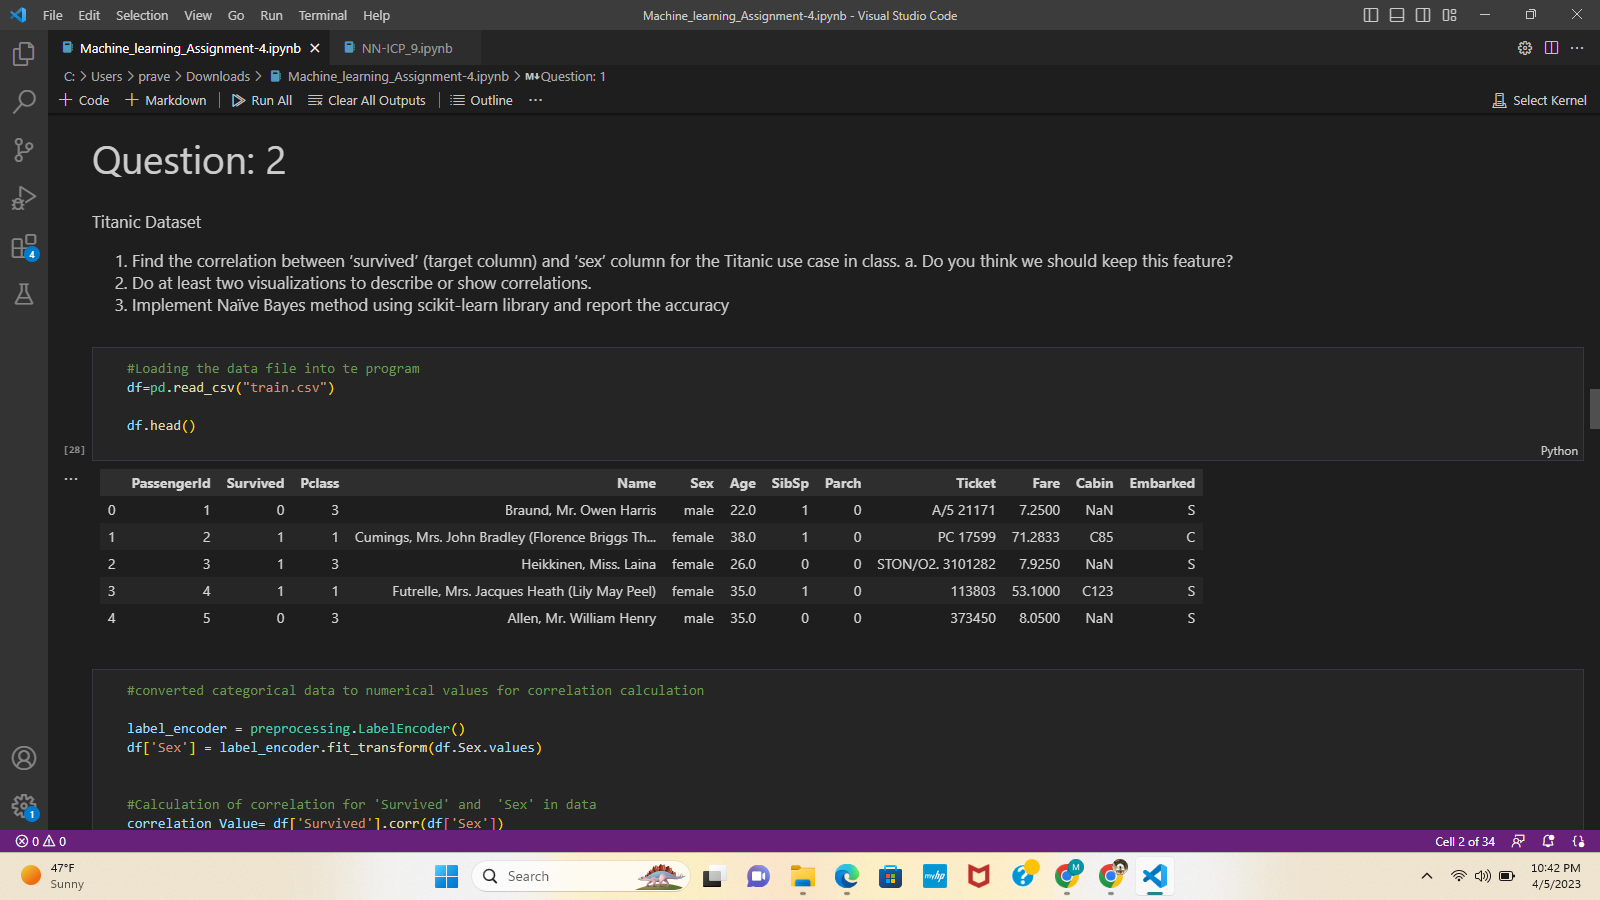 File Edit Selection View Go Run Terminal Help Machine_learning_Assignment-4.ipynb - Visual Studio Code
Machine_learning_Assignment-4.ipynb NN-ICP_9.ipynb
C: > Users > prave > Downloads > Machine_learning_Assignment-4.ipynb > M↓Question: 1
+ Code + Markdown Run All Clear All Outputs Outline ··· Select Kernel
Question: 2
Titanic Dataset
1. Find the correlation between ‘survived’ (target column) and ‘sex’ column for the Titanic use case in class. a. Do you think we should keep this feature?
2. Do at least two visualizations to describe or show correlations.
3. Implement Naïve Bayes method using scikit-learn library and report the accuracy
#Loading the data file into te program
df=pd.read_csv("train.csv")
df.head()
[28] Python
PassengerId Survived Pclass Name Sex Age SibSp Parch Ticket Fare Cabin Embarked
0 1 0 3 Braund, Mr. Owen Harris male 22.0 1 0 A/5 21171 7.2500 NaN S
1 2 1 1 Cumings, Mrs. John Bradley (Florence Briggs Th... female 38.0 1 0 PC 17599 71.2833 C85 C
2 3 1 3 Heikkinen, Miss. Laina female 26.0 0 0 STON/O2. 3101282 7.9250 NaN S
3 4 1 1 Futrelle, Mrs. Jacques Heath (Lily May Peel) female 35.0 1 0 113803 53.1000 C123 S
4 5 0 3 Allen, Mr. William Henry male 35.0 0 0 373450 8.0500 NaN S
#converted categorical data to numerical values for correlation calculation
label_encoder = preprocessing.LabelEncoder()
df['Sex'] = label_encoder.fit_transform(df.Sex.values)
#Calculation of correlation for 'Survived' and  'Sex' in data
correlation_Value= df['Survived'].corr(df['Sex'])
4
1
0 0 Cell 2 of 34
47°F
Sunny
Search
myhp
M
10:42 PM
4/5/2023